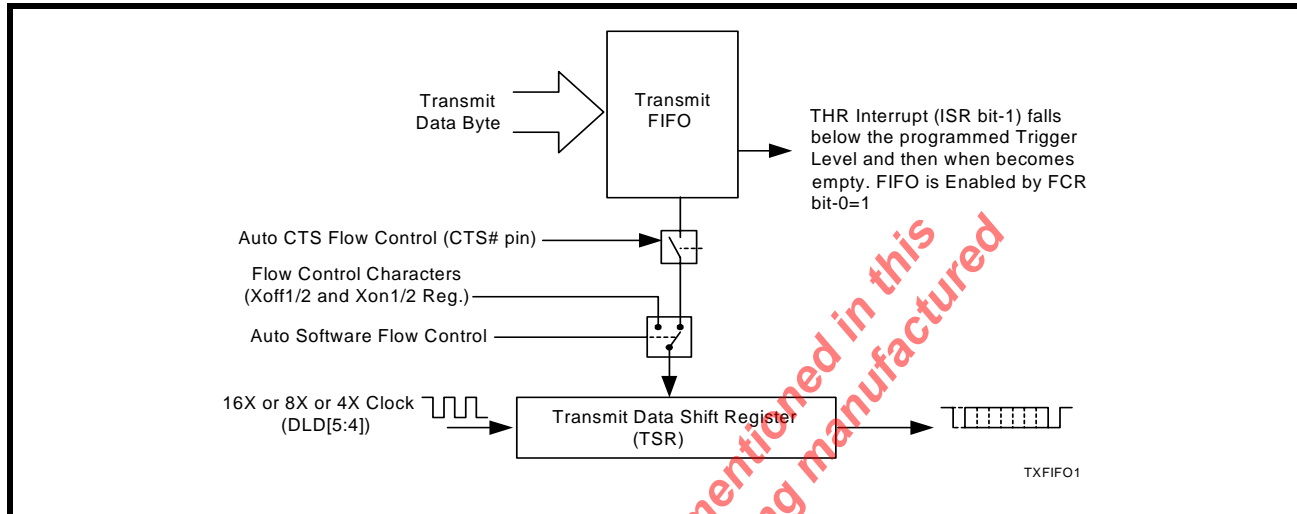 Transmit
Data Byte
Transmit
FIFO
THR Interrupt (ISR bit-1) falls
below the programmed Trigger
Level and then when becomes
empty. FIFO is Enabled by FCR
bit-0=1
Auto CTS Flow Control (CTS# pin)
Flow Control Characters
(Xoff1/2 and Xon1/2 Reg.)
Auto Software Flow Control
16X or 8X or 4X Clock
(DLD[5:4])
Transmit Data Shift Register
(TSR)
TXFIFO1
mentioned in this
manufactured